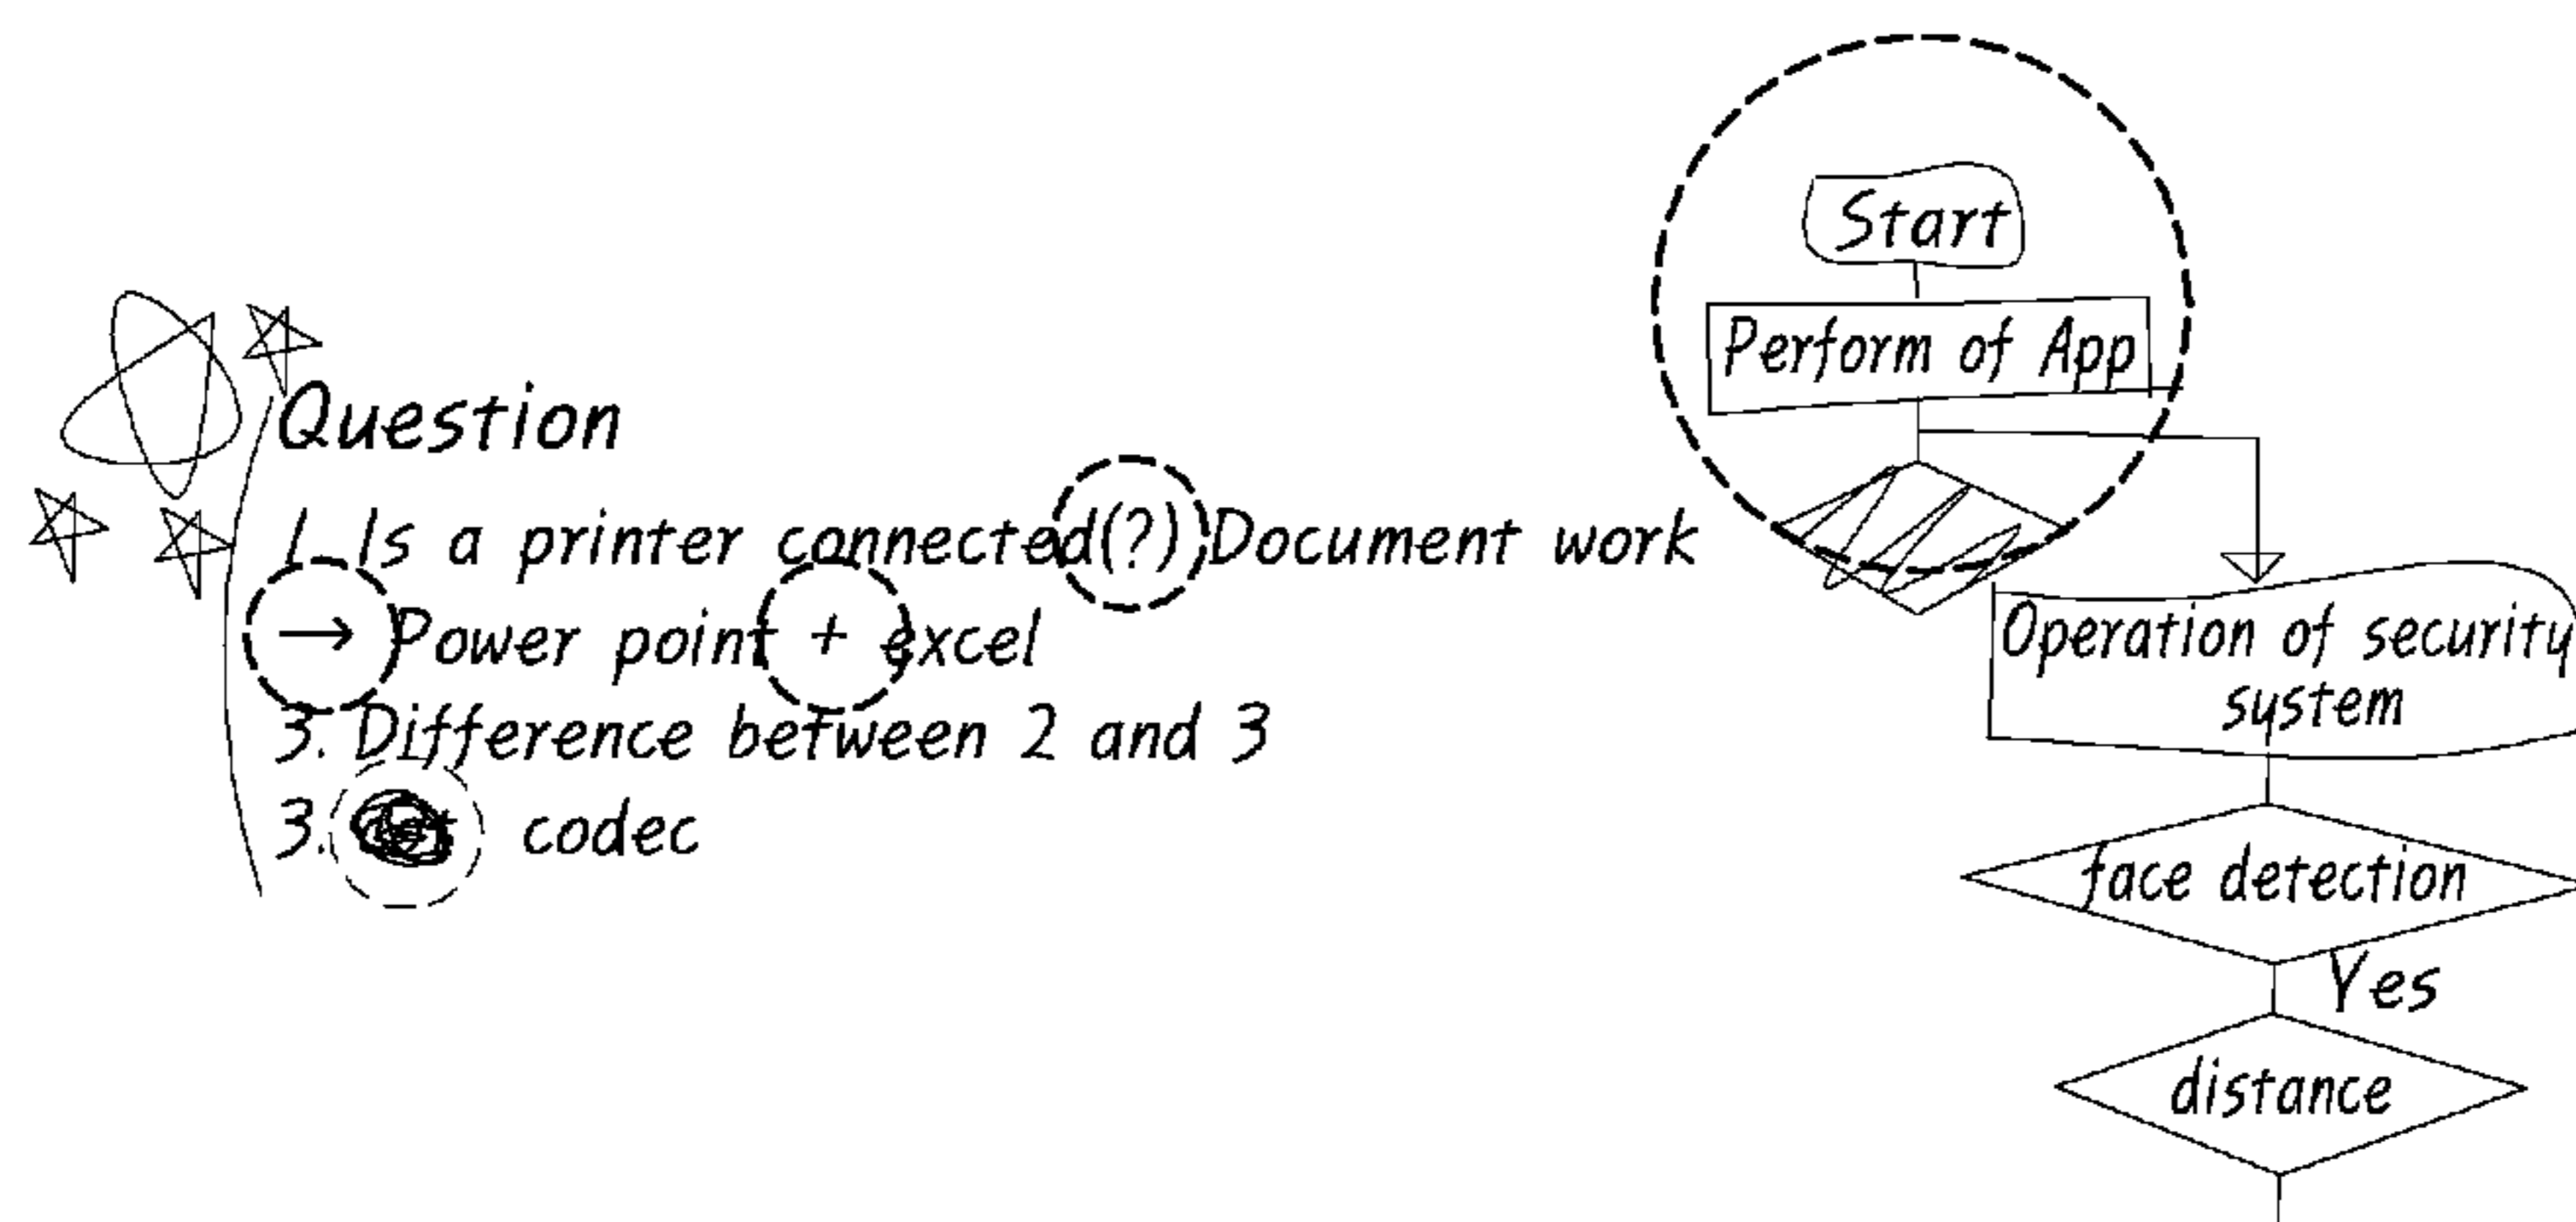 Question
1. Is a printer connected(?) Document work
→ Power point + excel
3. Difference between 2 and 3
3. codec
Start
Perform of App
Operation of security
system
face detection
Yes
distance